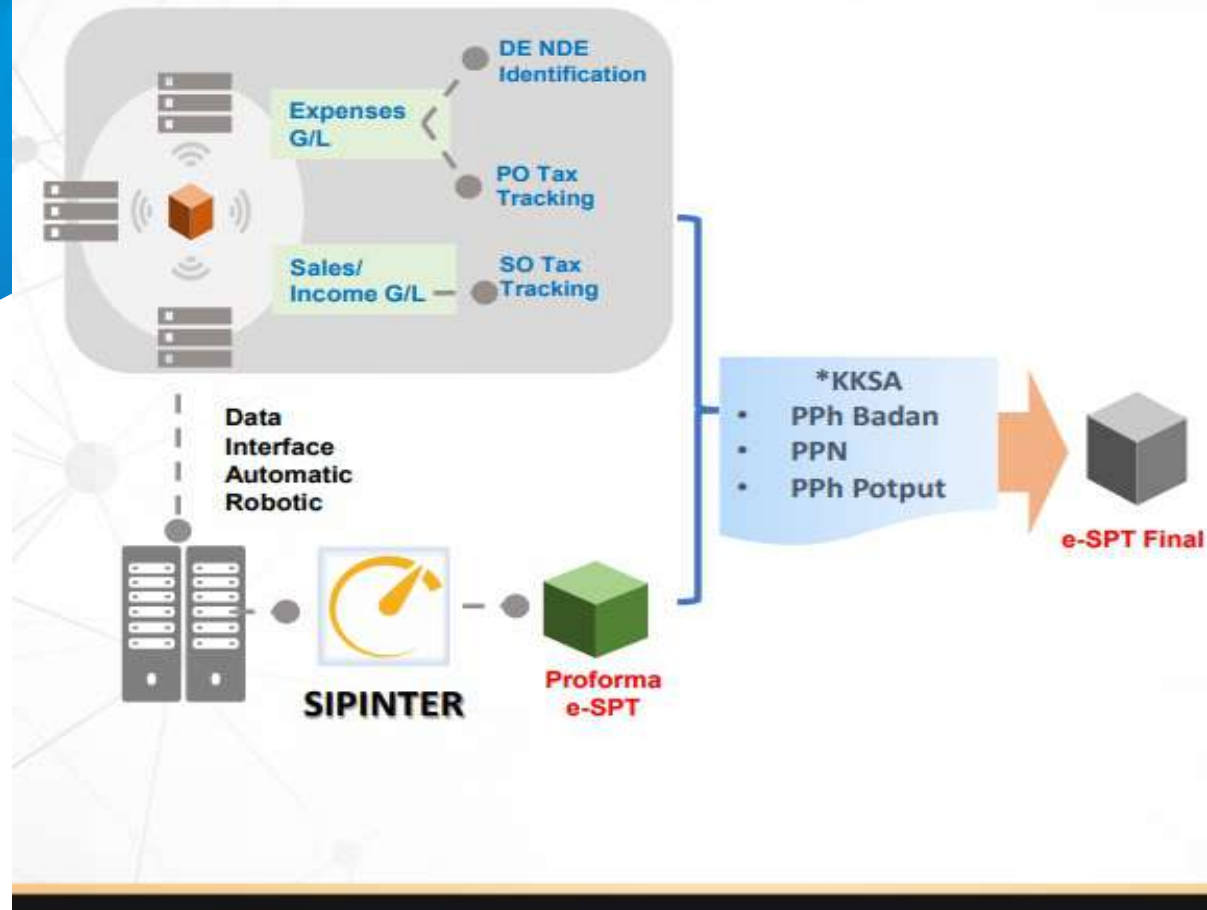 DE NDE
Identification
Expenses
G/L
PO Tax
Tracking
Sales/
Income G/L
SO Tax
Tracking
Data
Interface
Automatic
Robotic
SIPINTER
Proforma
e-SPT
*KKSA
• PPh Badan
• PPN
• PPh Potput
e-SPT Final